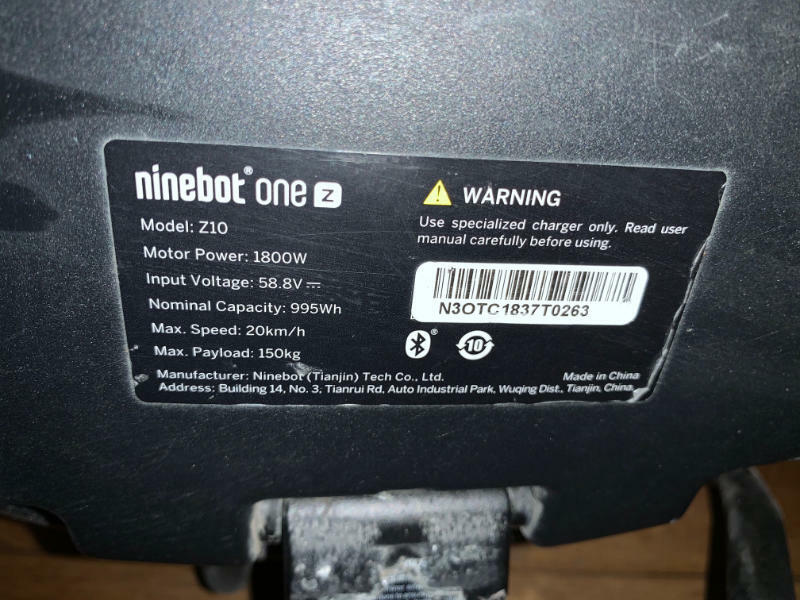 ninebot® one z
Model: Z10
Motor Power: 1800W
Input Voltage: 58.8V ⎓
Nominal Capacity: 995Wh
Max. Speed: 20km/h
Max. Payload: 150kg
Manufacturer: Ninebot (Tianjin) Tech Co., Ltd.
Address: Building 14, No. 3, Tianrui Rd, Auto Industrial Park, Wuqing Dist., Tianjin, China.
WARNING
Use specialized charger only. Read user
manual carefully before using.
N3OTC1837T0263
® 10
Made in China